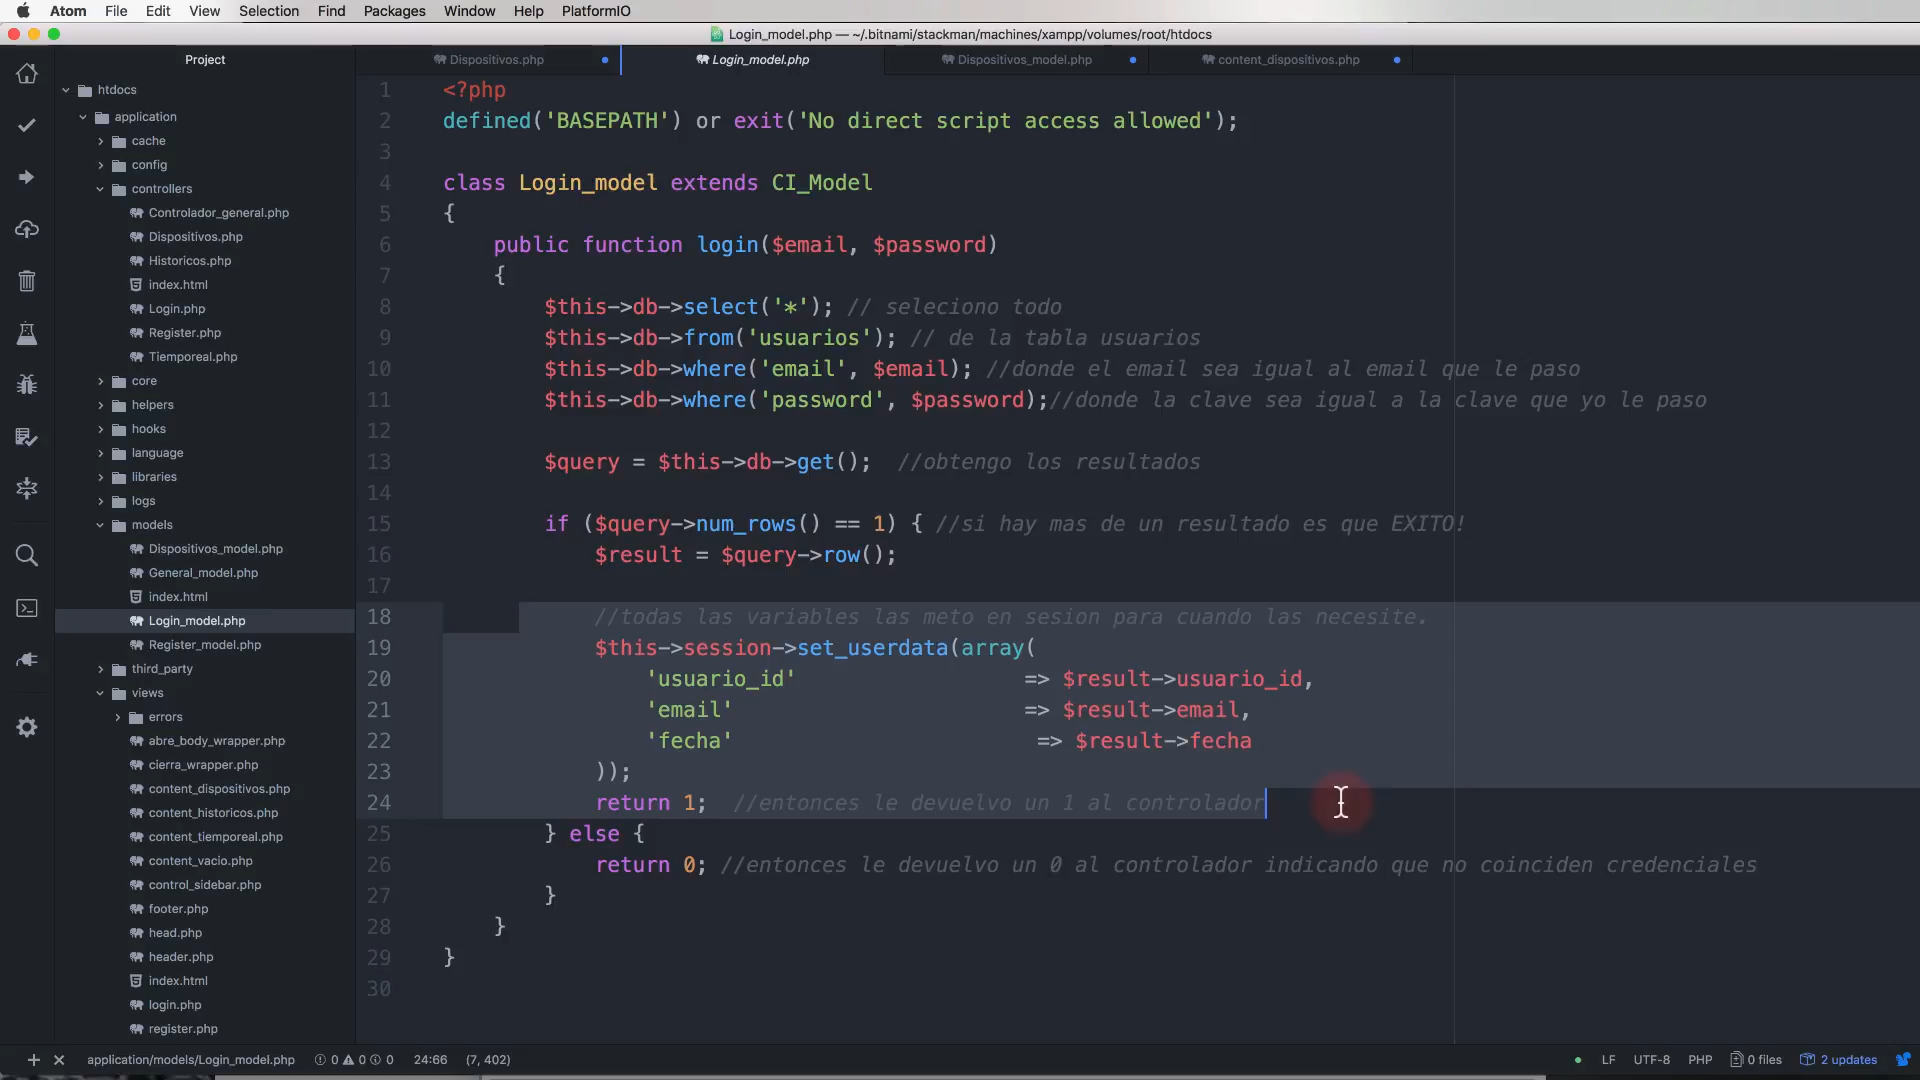 Atom File Edit View Selection Find Packages Window Help PlatformIO
Login_model.php — ~/.bitnami/stackman/machines/xampp/volumes/root/htdocs
Project
Dispositivos.php
Login_model.php
Dispositivos_model.php
content_dispositivos.php
htdocs
application
cache
config
controllers
Controlador_general.php
Dispositivos.php
Historicos.php
index.html
Login.php
Register.php
Tiemporeal.php
core
helpers
hooks
language
libraries
logs
models
Dispositivos_model.php
General_model.php
index.html
Login_model.php
Register_model.php
third_party
views
errors
abre_body_wrapper.php
cierra_wrapper.php
content_dispositivos.php
content_historicos.php
content_tiemporeal.php
content_vacio.php
control_sidebar.php
footer.php
head.php
header.php
index.html
login.php
register.php
1 <?php
2 defined('BASEPATH') or exit('No direct script access allowed');
3
4 class Login_model extends CI_Model
5 {
6 public function login($email, $password)
7 {
8 $this->db->select('*'); // seleciono todo
9 $this->db->from('usuarios'); // de la tabla usuarios
10 $this->db->where('email', $email); //donde el email sea igual al email que le paso
11 $this->db->where('password', $password);//donde la clave sea igual a la clave que yo le paso
12
13 $query = $this->db->get(); //obtengo los resultados
14
15 if ($query->num_rows() == 1) { //si hay mas de un resultado es que EXITO!
16 $result = $query->row();
17
18 //todas las variables las meto en sesion para cuando las necesite.
19 $this->session->set_userdata(array(
20 'usuario_id' => $result->usuario_id,
21 'email' => $result->email,
22 'fecha' => $result->fecha
23 ));
24 return 1; //entonces le devuelvo un 1 al controlador
25 } else {
26 return 0; //entonces le devuelvo un 0 al controlador indicando que no coinciden credenciales
27 }
28 }
29 }
30
application/models/Login_model.php 0 0 0 24:66 (7, 402) LF UTF-8 PHP 0 files 2 updates